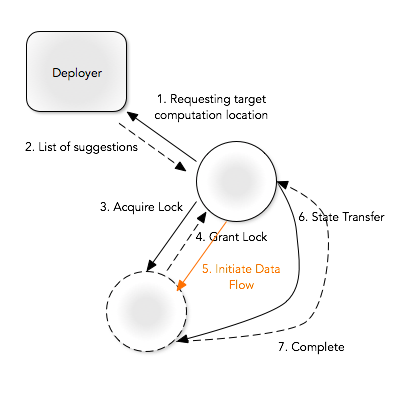 Deployer
1. Requesting target
computation location
2. List of suggestions
3. Acquire Lock
6. State Transfer
4. Grant Lock
5. Initiate Data
Flow
7. Complete